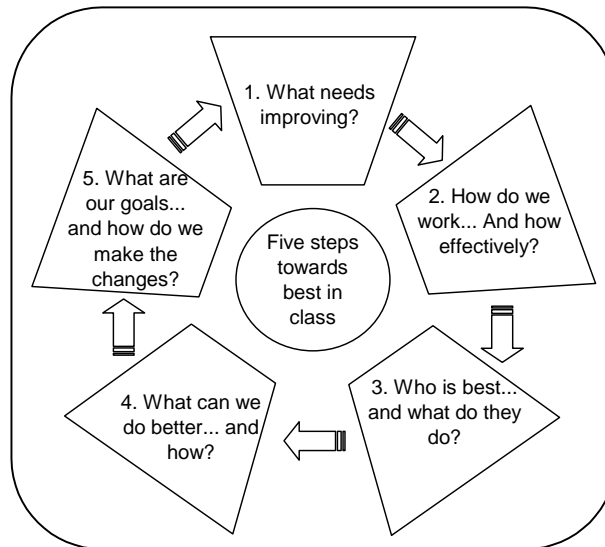 1. What needs
improving?
2. How do we
work... And how
effectively?
3. Who is best...
and what do they
do?
4. What can we
do better... and
how?
5. What are
our goals...
and how do we
make the
changes?
Five steps
towards
best in
class